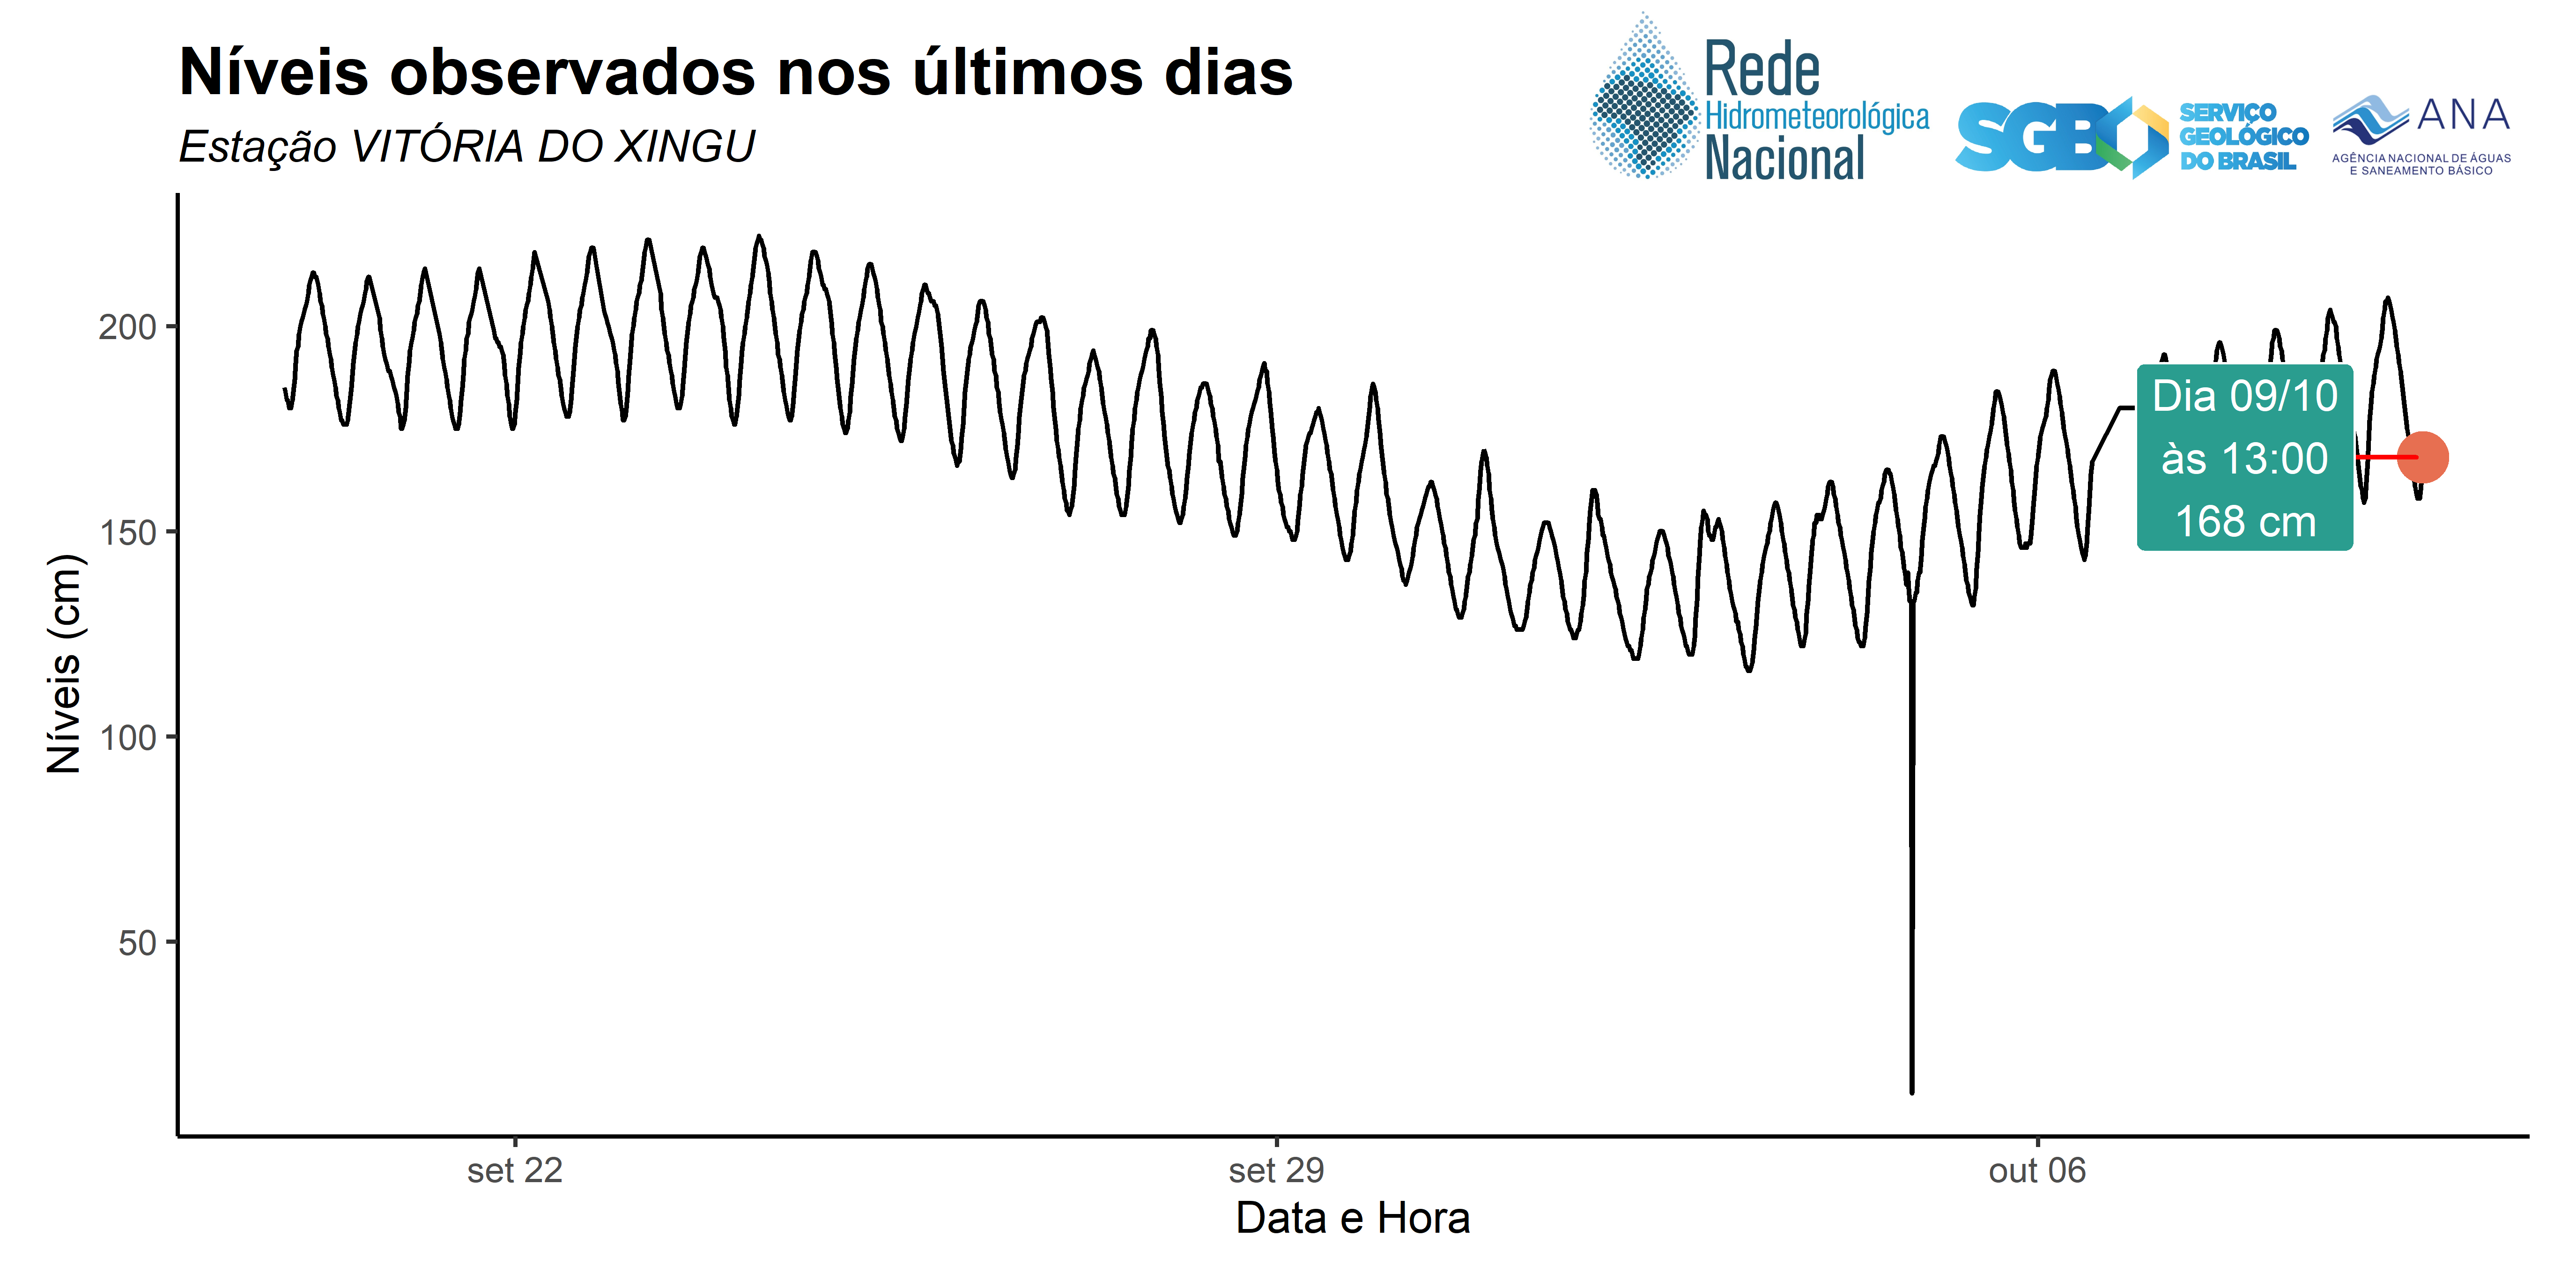 Níveis observados nos últimos dias
Estação VITÓRIA DO XINGU
Rede
Hidrometeorológica
Nacional
SGB
SERVIÇO
GEOLÓGICO
DO BRASIL
ANA
AGÊNCIA NACIONAL DE ÁGUAS
E SANEAMENTO BÁSICO
Níveis (cm)
200
150
100
50
Dia 09/10
às 13:00
168 cm
set 22
set 29
out 06
Data e Hora